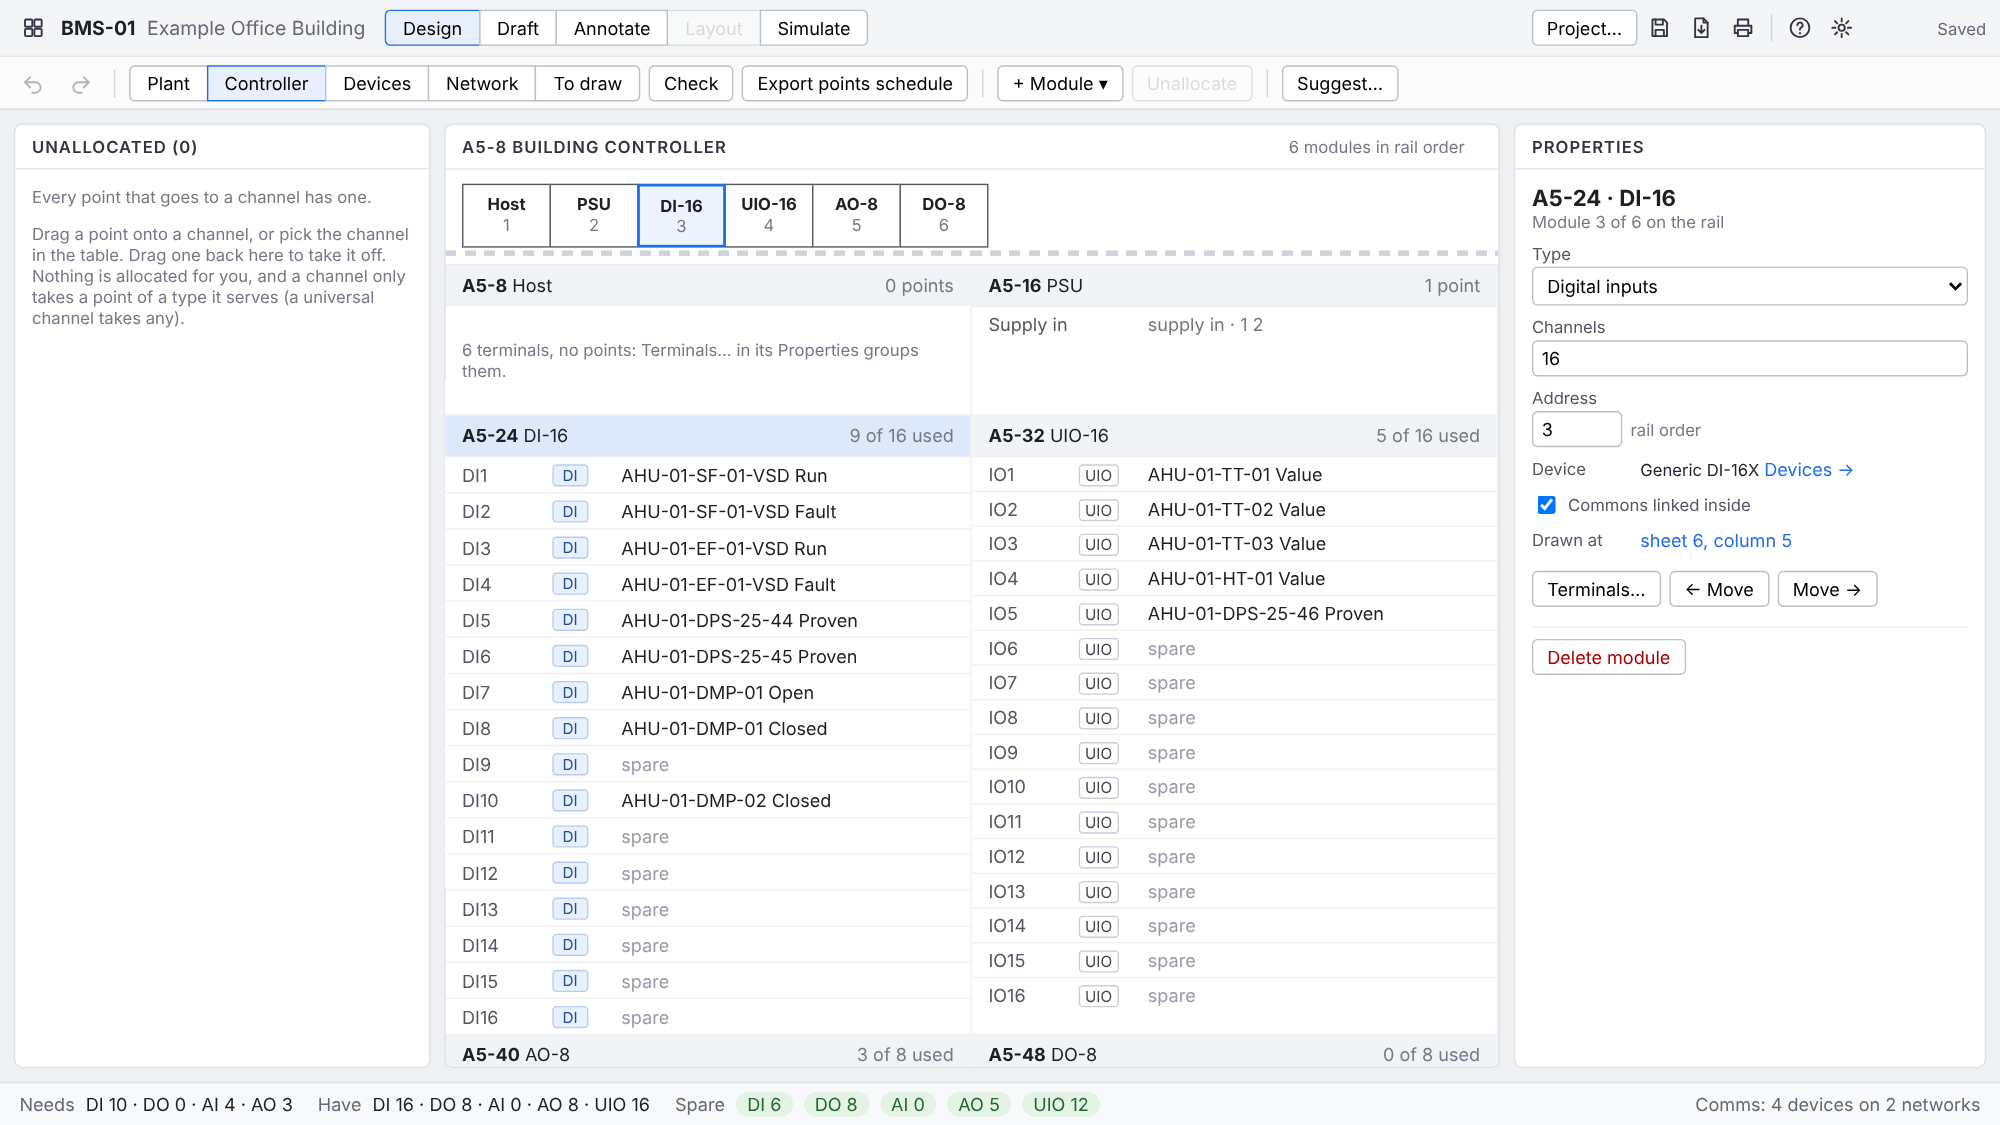 BMS-01 Example Office Building Design Draft Annotate Layout Simulate Project... Saved
Plant Controller Devices Network To draw Check Export points schedule + Module ▾ Unallocate Suggest...
UNALLOCATED (0)
Every point that goes to a channel has one.
Drag a point onto a channel, or pick the channel
in the table. Drag one back here to take it off.
Nothing is allocated for you, and a channel only
takes a point of a type it serves (a universal
channel takes any).
A5-8 BUILDING CONTROLLER 6 modules in rail order
Host PSU DI-16 UIO-16 AO-8 DO-8
1 2 3 4 5 6
A5-8 Host 0 points
6 terminals, no points: Terminals... in its Properties groups
them.
A5-16 PSU 1 point
Supply in supply in · 1 2
A5-24 DI-16 9 of 16 used
DI1 DI AHU-01-SF-01-VSD Run
DI2 DI AHU-01-SF-01-VSD Fault
DI3 DI AHU-01-EF-01-VSD Run
DI4 DI AHU-01-EF-01-VSD Fault
DI5 DI AHU-01-DPS-25-44 Proven
DI6 DI AHU-01-DPS-25-45 Proven
DI7 DI AHU-01-DMP-01 Open
DI8 DI AHU-01-DMP-01 Closed
DI9 DI spare
DI10 DI AHU-01-DMP-02 Closed
DI11 DI spare
DI12 DI spare
DI13 DI spare
DI14 DI spare
DI15 DI spare
DI16 DI spare
A5-32 UIO-16 5 of 16 used
IO1 UIO AHU-01-TT-01 Value
IO2 UIO AHU-01-TT-02 Value
IO3 UIO AHU-01-TT-03 Value
IO4 UIO AHU-01-HT-01 Value
IO5 UIO AHU-01-DPS-25-46 Proven
IO6 UIO spare
IO7 UIO spare
IO8 UIO spare
IO9 UIO spare
IO10 UIO spare
IO11 UIO spare
IO12 UIO spare
IO13 UIO spare
IO14 UIO spare
IO15 UIO spare
IO16 UIO spare
A5-40 AO-8 3 of 8 used
A5-48 DO-8 0 of 8 used
PROPERTIES
A5-24 · DI-16
Module 3 of 6 on the rail
Type
Digital inputs
Channels
16
Address
3 rail order
Device Generic DI-16X Devices →
Commons linked inside
Drawn at sheet 6, column 5
Terminals... ← Move Move →
Delete module
Needs DI 10 · DO 0 · AI 4 · AO 3 Have DI 16 · DO 8 · AI 0 · AO 8 · UIO 16 Spare DI 6 DO 8 AI 0 AO 5 UIO 12 Comms: 4 devices on 2 networks